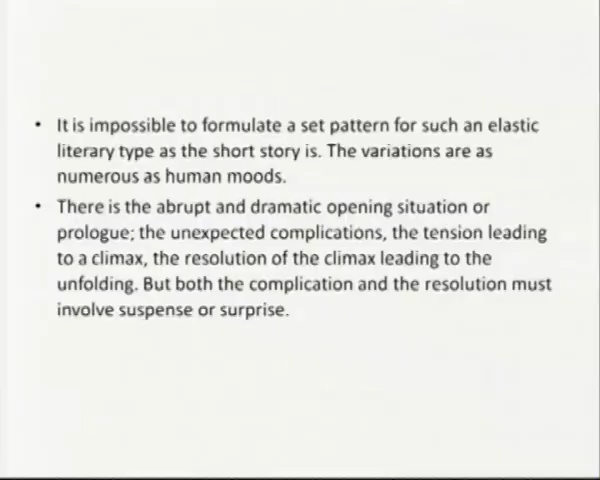 • It is impossible to formulate a set pattern for such an elastic
literary type as the short story is. The variations are as
numerous as human moods.
• There is the abrupt and dramatic opening situation or
prologue; the unexpected complications, the tension leading
to a climax, the resolution of the climax leading to the
unfolding. But both the complication and the resolution must
involve suspense or surprise.